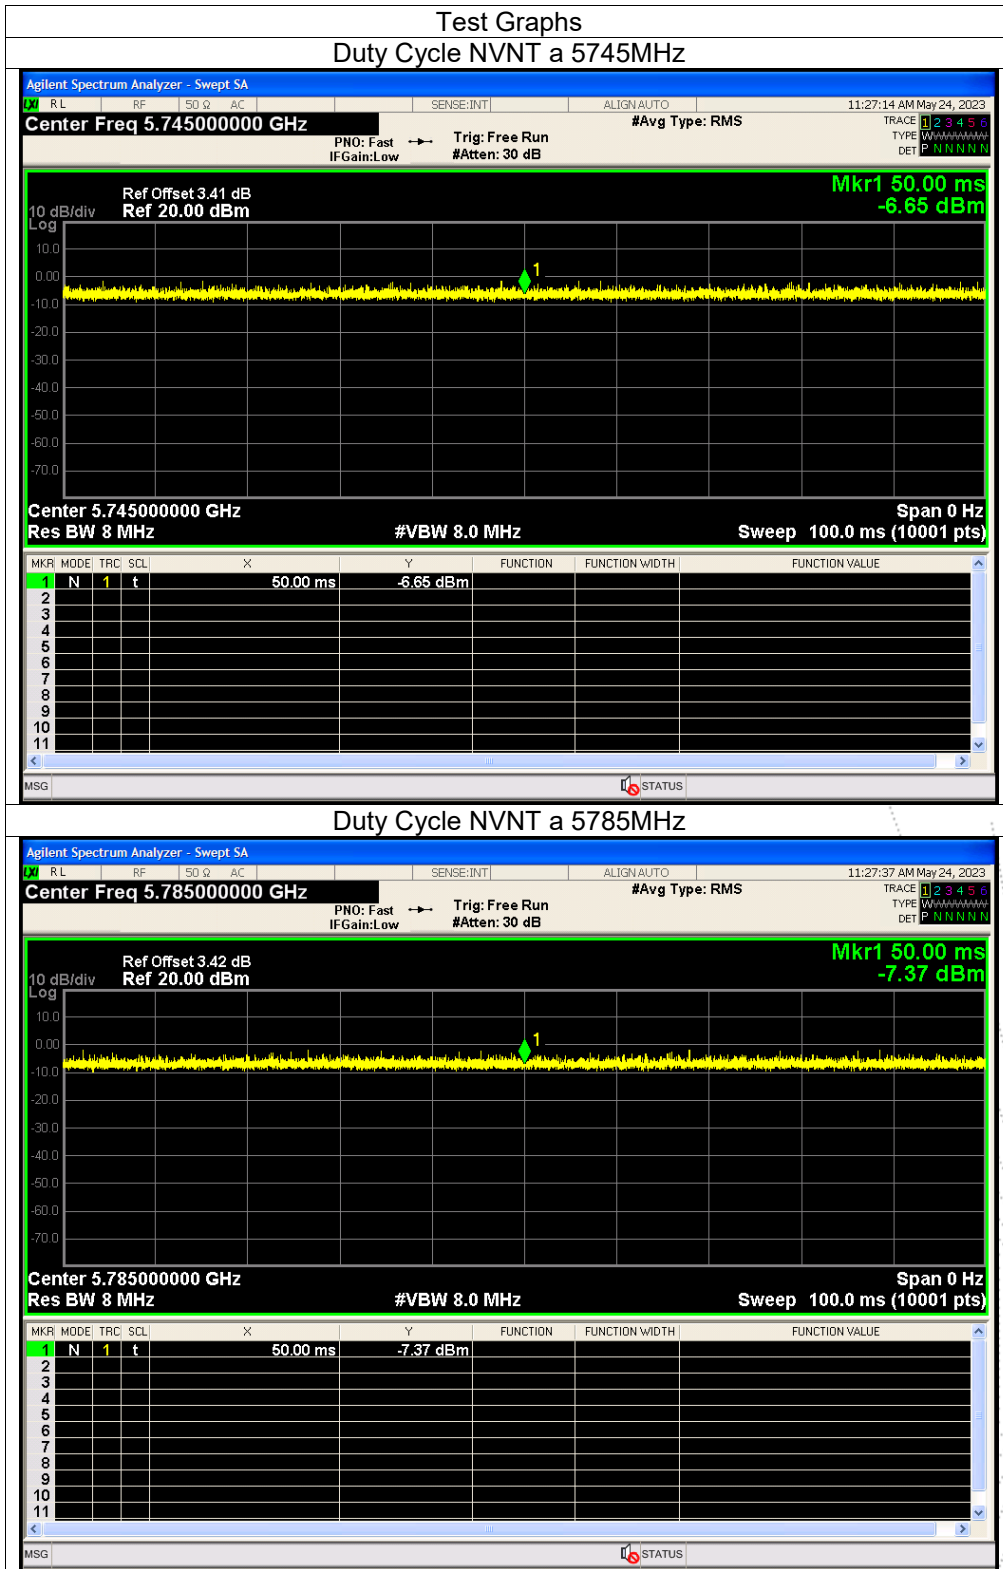 Test Graphs
Duty Cycle NVNT a 5745MHz
Agilent Spectrum Analyzer - Swept SA
LXI RL RF 50 Ω AC SENSE:INT ALIGN AUTO 11:27:14 AM May 24, 2023
Center Freq 5.745000000 GHz #Avg Type: RMS TRACE 1 2 3 4 5 6
PNO: Fast Trig: Free Run TYPE WWWWWW
IFGain:Low #Atten: 30 dB DET P N N N N N
Mkr1 50.00 ms
Ref Offset 3.41 dB
10 dB/div Ref 20.00 dBm -6.65 dBm
Log
10.0
0.00
1
-10.0
-20.0
-30.0
-40.0
-50.0
-60.0
-70.0
Center 5.745000000 GHz Span 0 Hz
Res BW 8 MHz #VBW 8.0 MHz Sweep 100.0 ms (10001 pts)
MKR MODE TRC SCL X Y FUNCTION FUNCTION WIDTH FUNCTION VALUE
1 N 1 t 50.00 ms -6.65 dBm
2
3
4
5
6
7
8
9
10
11
MSG STATUS
Duty Cycle NVNT a 5785MHz
Agilent Spectrum Analyzer - Swept SA
LXI RL RF 50 Ω AC SENSE:INT ALIGN AUTO 11:27:37 AM May 24, 2023
Center Freq 5.785000000 GHz #Avg Type: RMS TRACE 1 2 3 4 5 6
PNO: Fast Trig: Free Run TYPE WWWWWW
IFGain:Low #Atten: 30 dB DET P N N N N N
Mkr1 50.00 ms
Ref Offset 3.42 dB
10 dB/div Ref 20.00 dBm -7.37 dBm
Log
10.0
0.00
1
-10.0
-20.0
-30.0
-40.0
-50.0
-60.0
-70.0
Center 5.785000000 GHz Span 0 Hz
Res BW 8 MHz #VBW 8.0 MHz Sweep 100.0 ms (10001 pts)
MKR MODE TRC SCL X Y FUNCTION FUNCTION WIDTH FUNCTION VALUE
1 N 1 t 50.00 ms -7.37 dBm
2
3
4
5
6
7
8
9
10
11
MSG STATUS